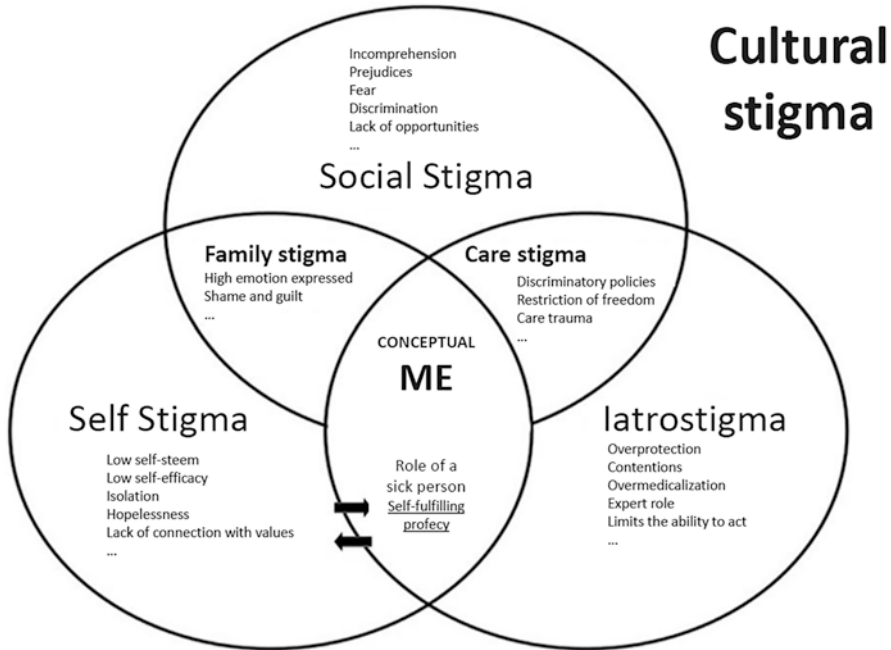 Cultural
stigma
Incomprehension
Prejudices
Fear
Discrimination
Lack of opportunities
...
Social Stigma
Family stigma
High emotion expressed
Shame and guilt
...
Care stigma
Discriminatory policies
Restriction of freedom
Care trauma
...
CONCEPTUAL
ME
Self Stigma
Low self-steem
Low self-efficacy
Isolation
Hopelessness
Lack of connection with values
...
Role of a
sick person
Self-fulfilling
profecy
Iatrostigma
Overprotection
Contentions
Overmedicalization
Expert role
Limits the ability to act
...